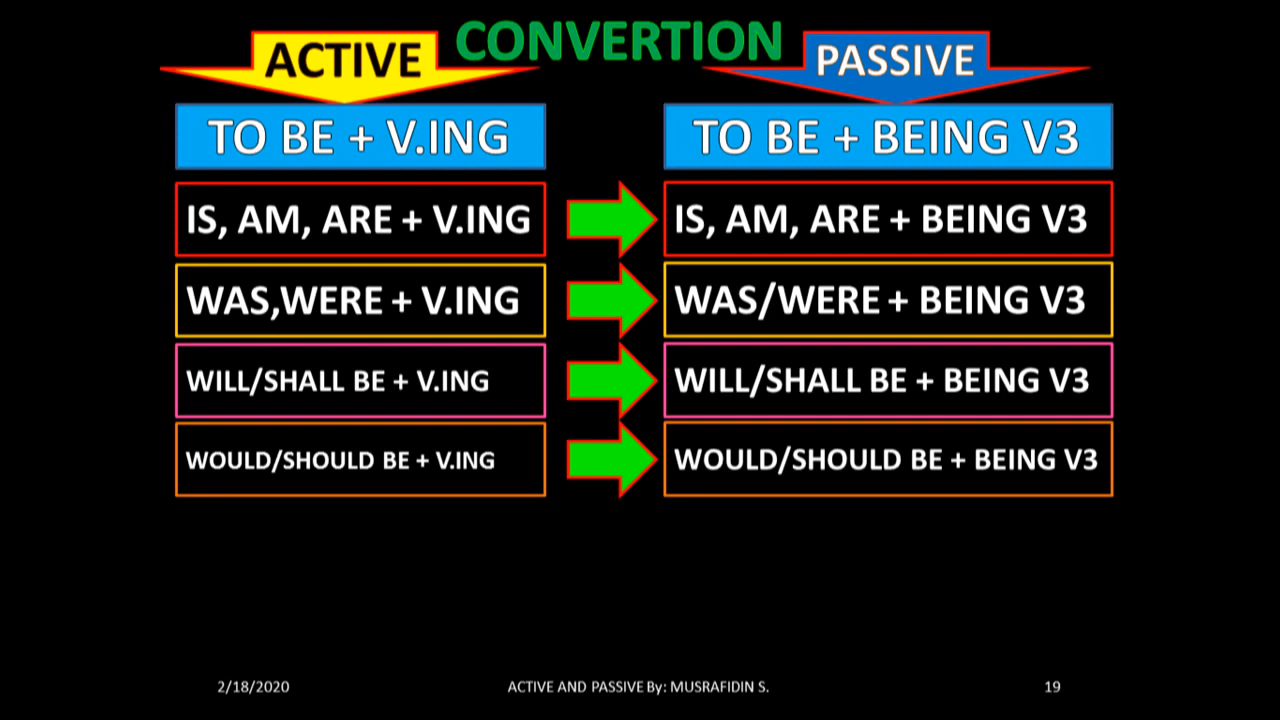 CONVERTION
ACTIVE
PASSIVE
TO BE + V.ING
TO BE + BEING V3
IS, AM, ARE + V.ING
IS, AM, ARE + BEING V3
WAS,WERE + V.ING
WAS/WERE + BEING V3
WILL/SHALL BE + V.ING
WILL/SHALL BE + BEING V3
WOULD/SHOULD BE + V.ING
WOULD/SHOULD BE + BEING V3
2/18/2020
ACTIVE AND PASSIVE By: MUSRAFIDIN S.
19